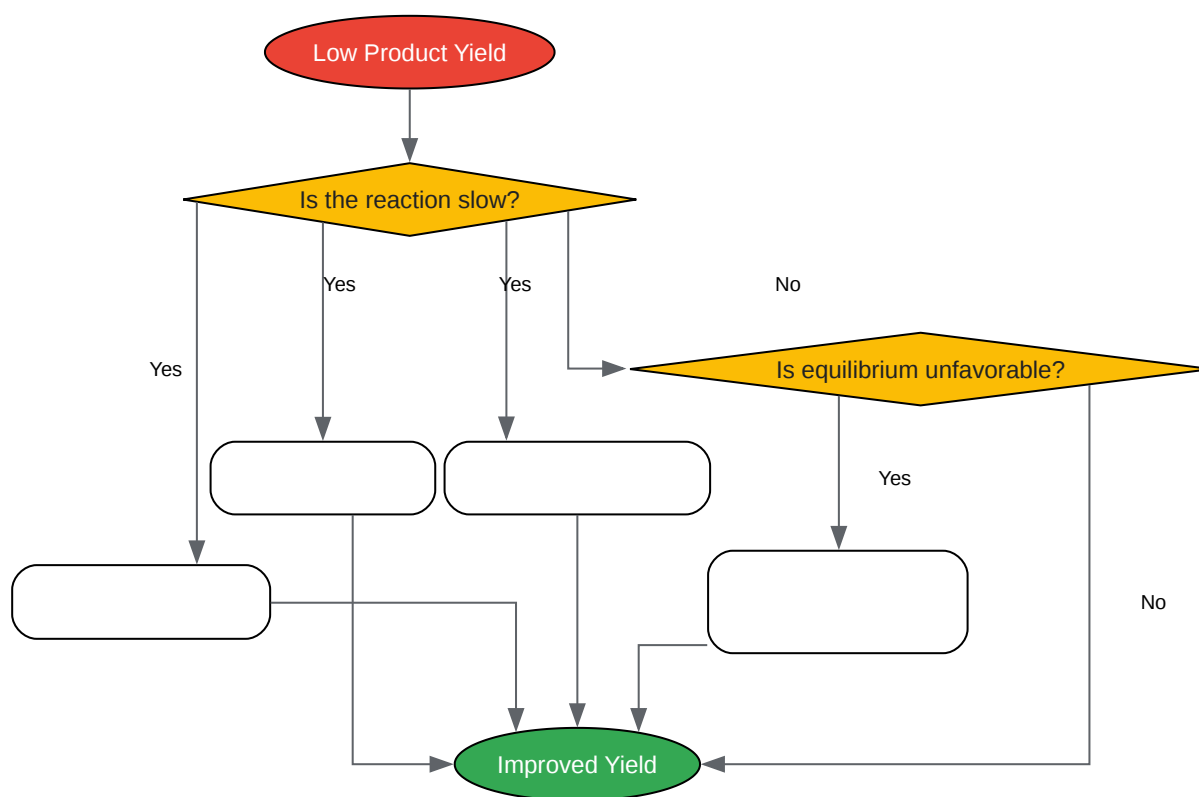 Low Product Yield
Is the reaction slow?
Yes
Yes
No
Yes
Is equilibrium unfavorable?
Yes
No
Improved Yield